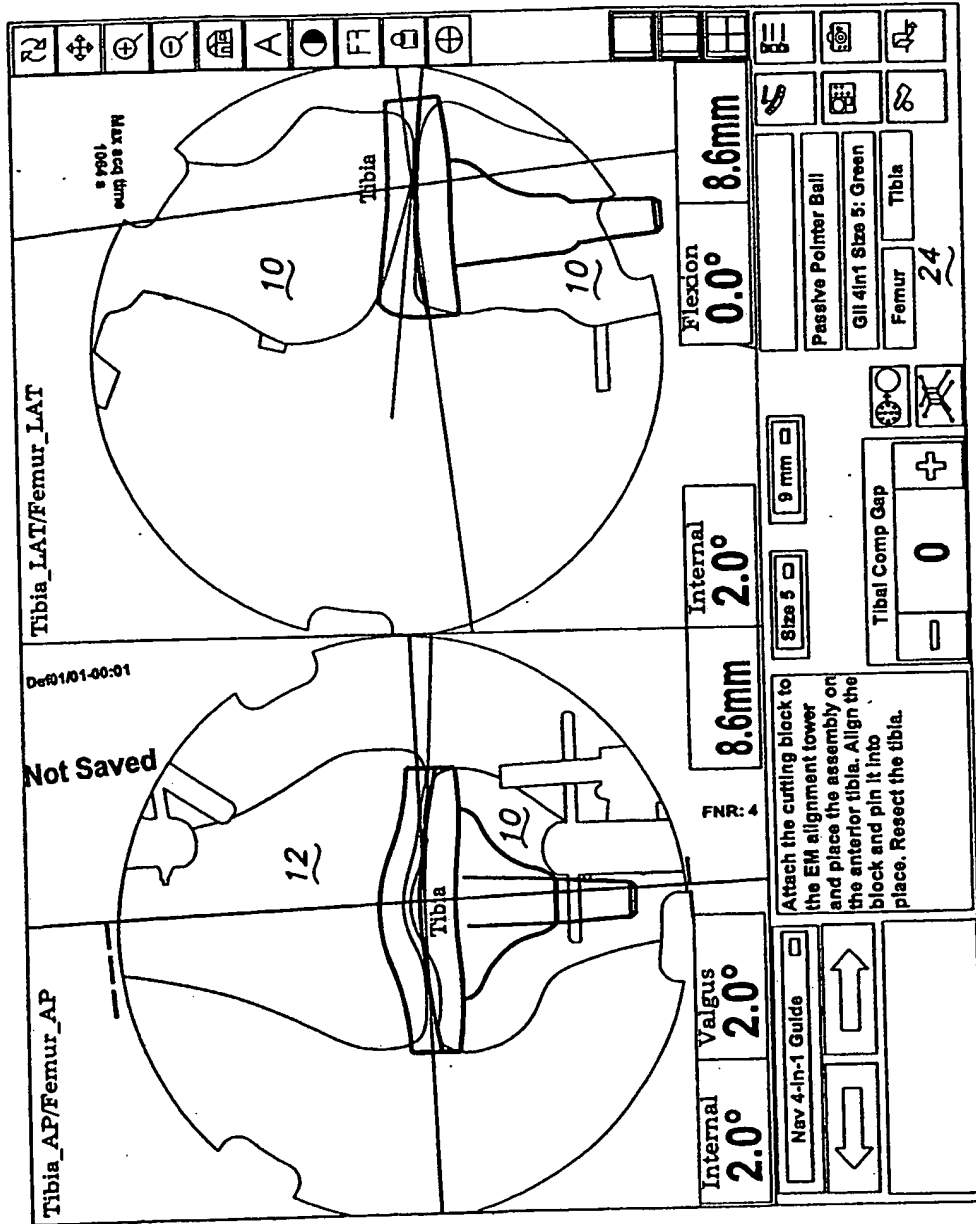 Tibia_AP/Femur_AP
Not Saved
Def01/01-00:01
12
10
Tibia
FNR: 4
Internal
2.0°
Valgus
2.0°
8.6mm
Tibia_LAT/Femur_LAT
Max acq time
1064 s
10
Tibia
10
Internal
2.0°
Flexion
0.0°
8.6mm
A
Nav 4-in-1 Guide
Attach the cutting block to
the EM alignment tower
and place the assembly on
the anterior tibia. Align the
block and pin it into
place. Resect the tibia.
Size 5
9 mm
Tibal Comp Gap
0
Passive Pointer Ball
GII 4in1 Size 5: Green
Femur
Tibia
24